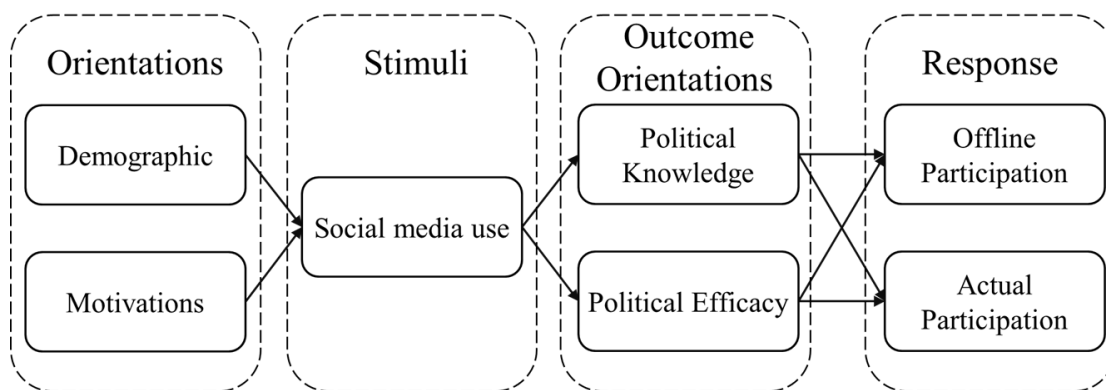 Orientations
Demographic
Motivations
Stimuli
Social media use
Outcome
Orientations
Political
Knowledge
Political Efficacy
Response
Offline
Participation
Actual
Participation